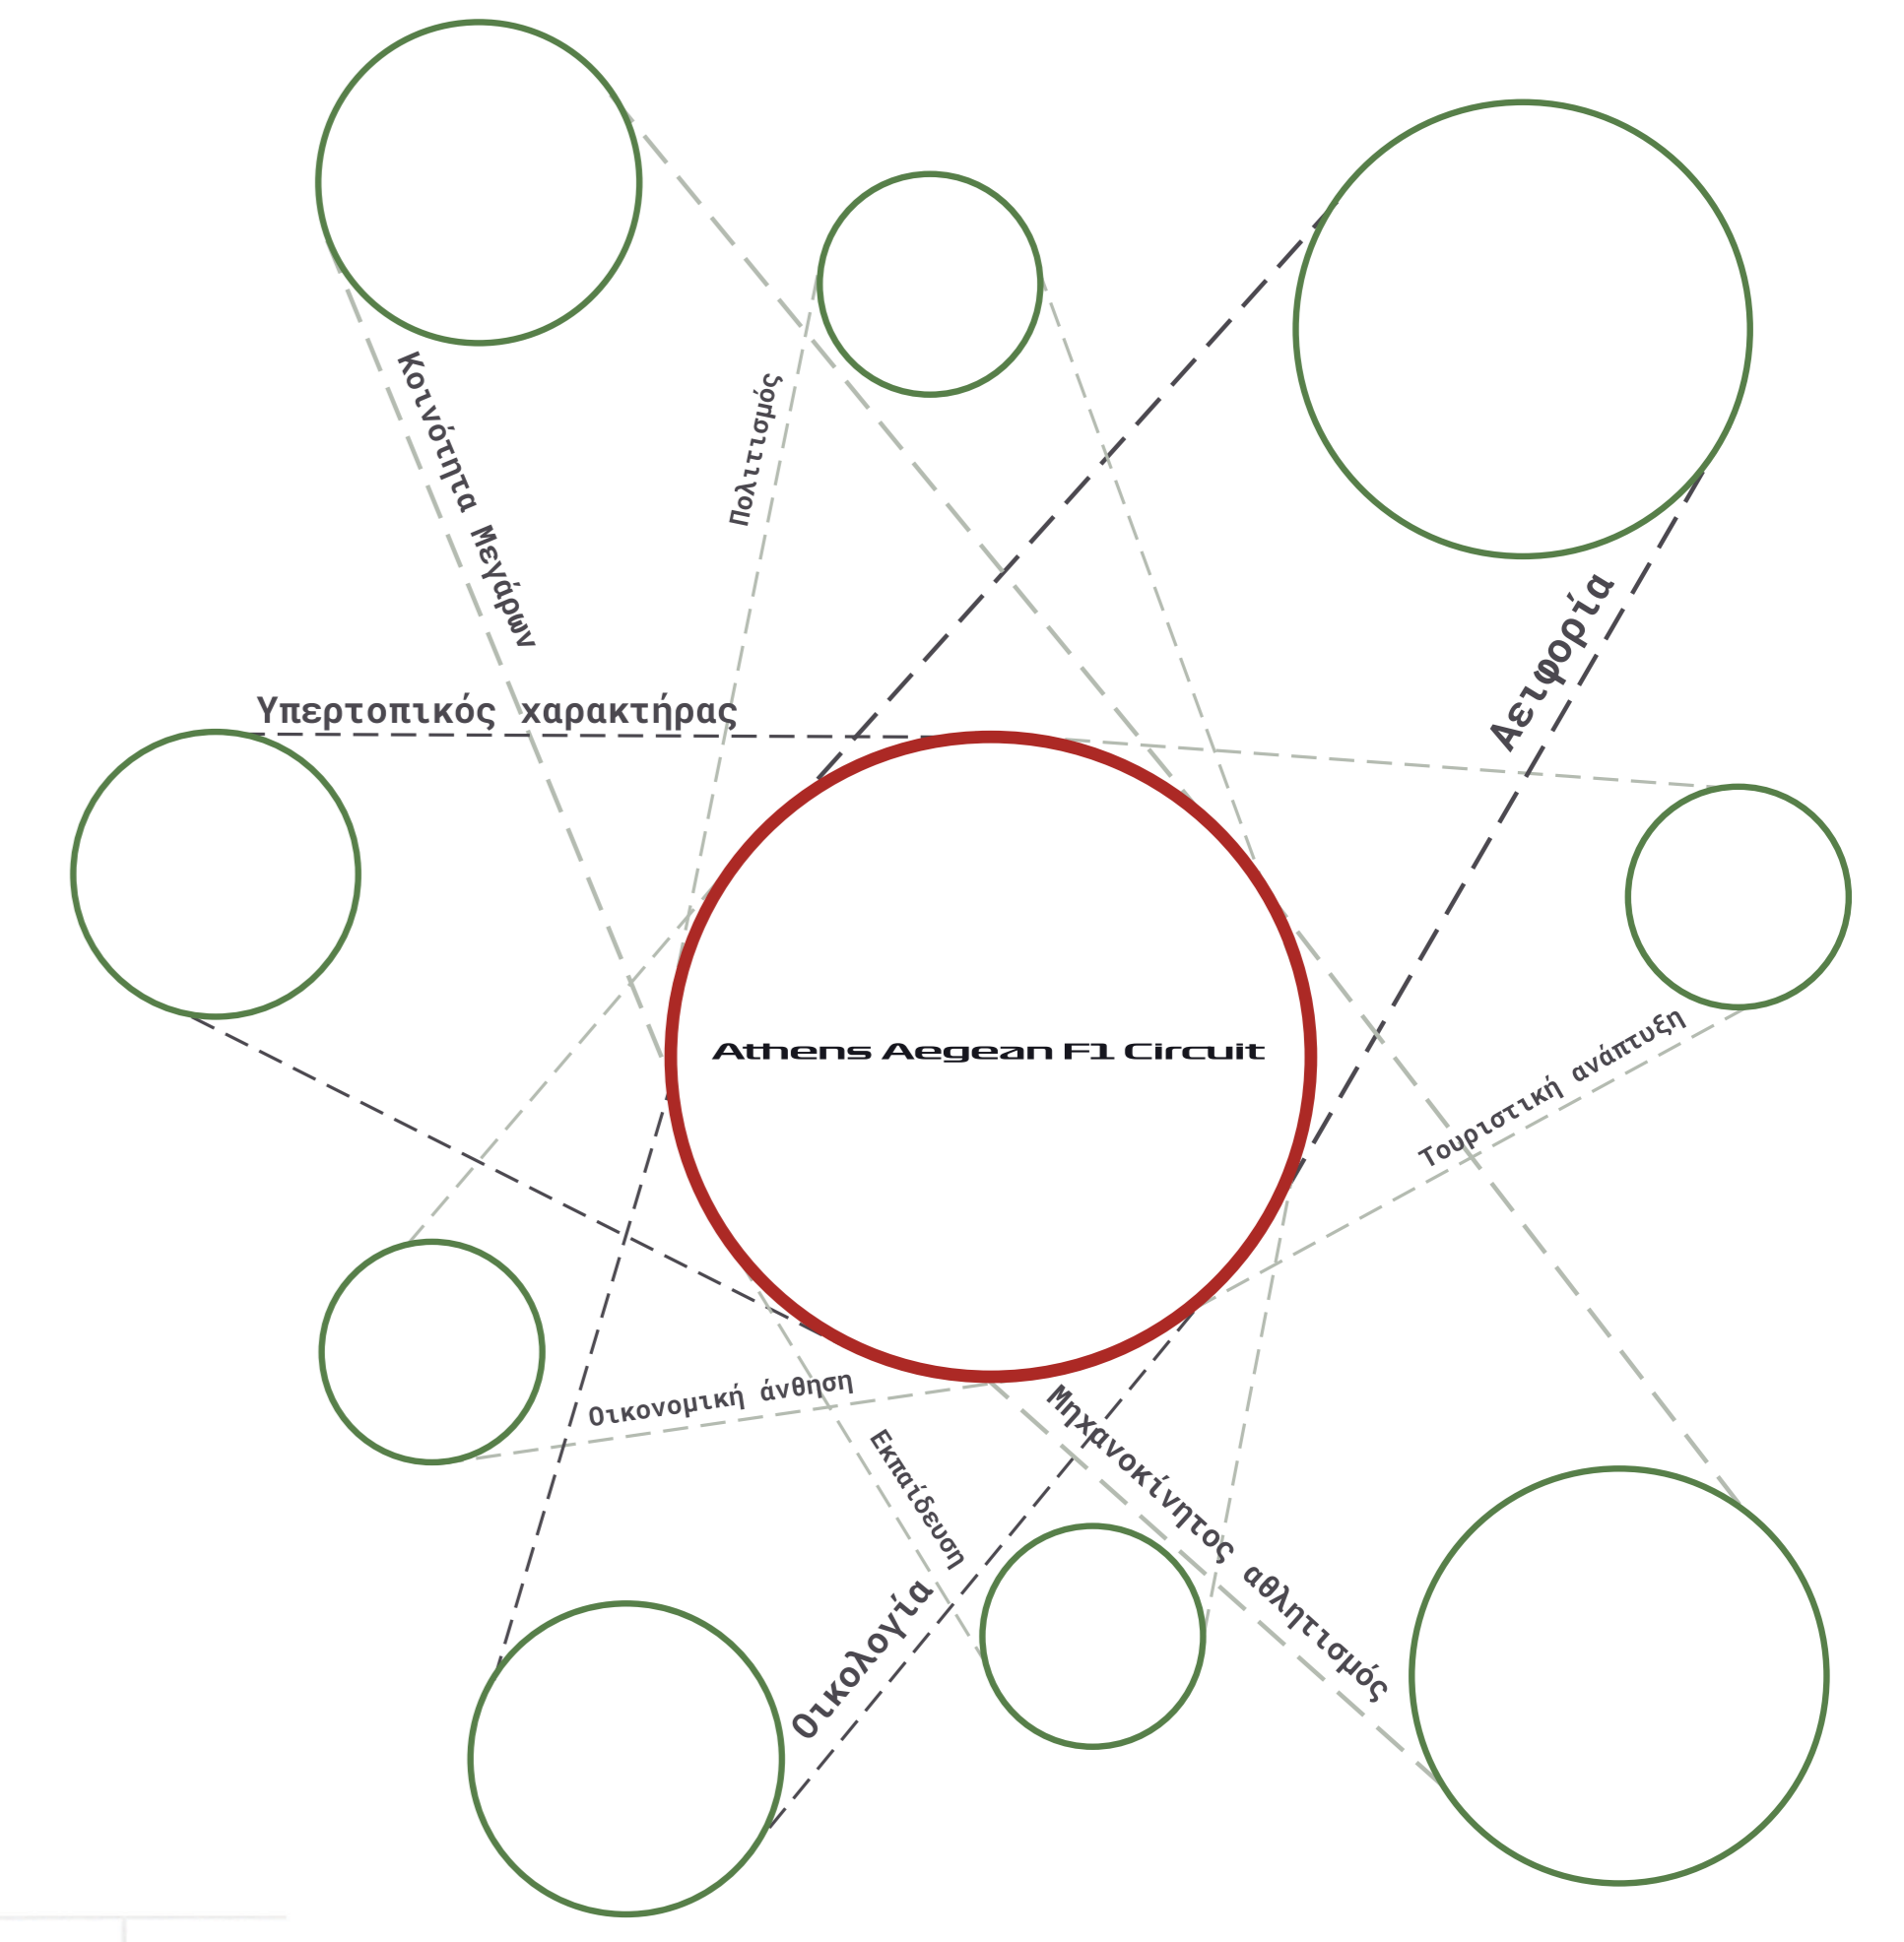 Κοινότητα Μεγάρων
Πολιτισμός
Αειφορία
Υπερτοπικός χαρακτήρας
Athens Aegean F1 Circuit
Τουριστική ανάπτυξη
Οικονομική άνθηση
Εκπαίδευση
Μηχανοκίνητος αθλητισμός
Οικολογία